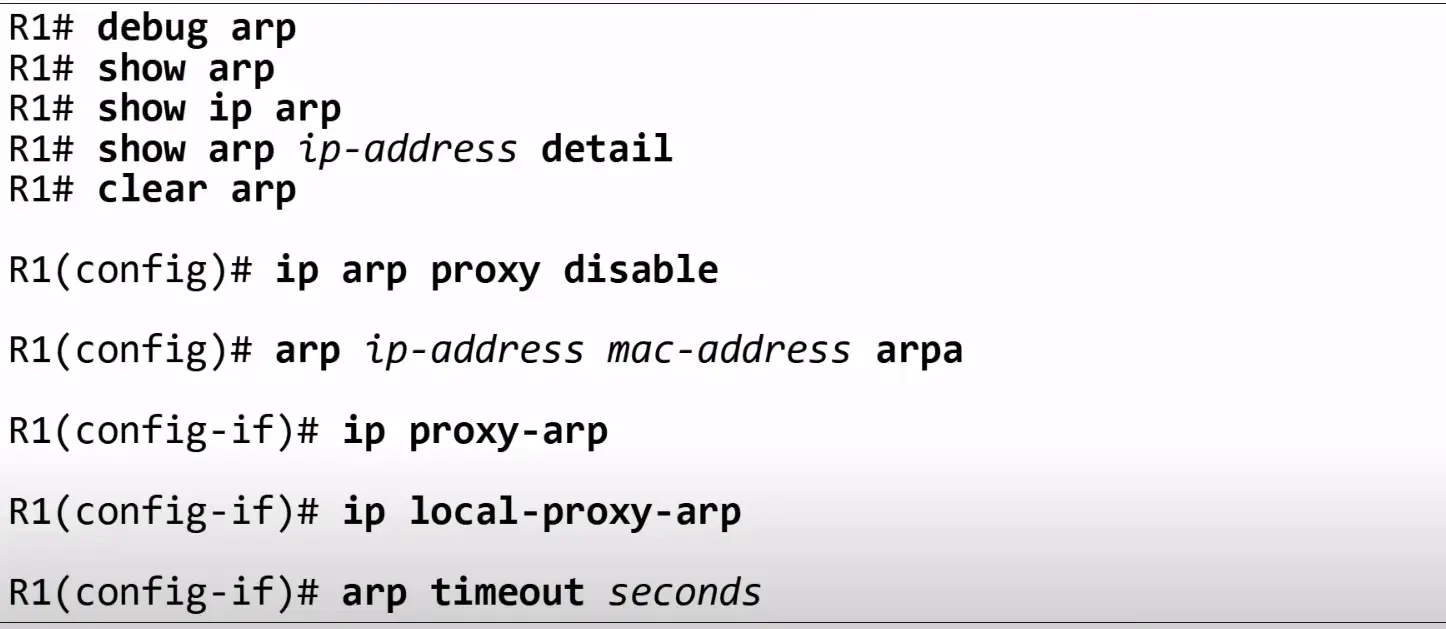 R1# debug arp
R1# show arp
R1# show ip arp
R1# show arp ip-address detail
R1# clear arp
R1(config)# ip arp proxy disable
R1(config)# arp ip-address mac-address arpa
R1(config-if)# ip proxy-arp
R1(config-if)# ip local-proxy-arp
R1(config-if)# arp timeout seconds